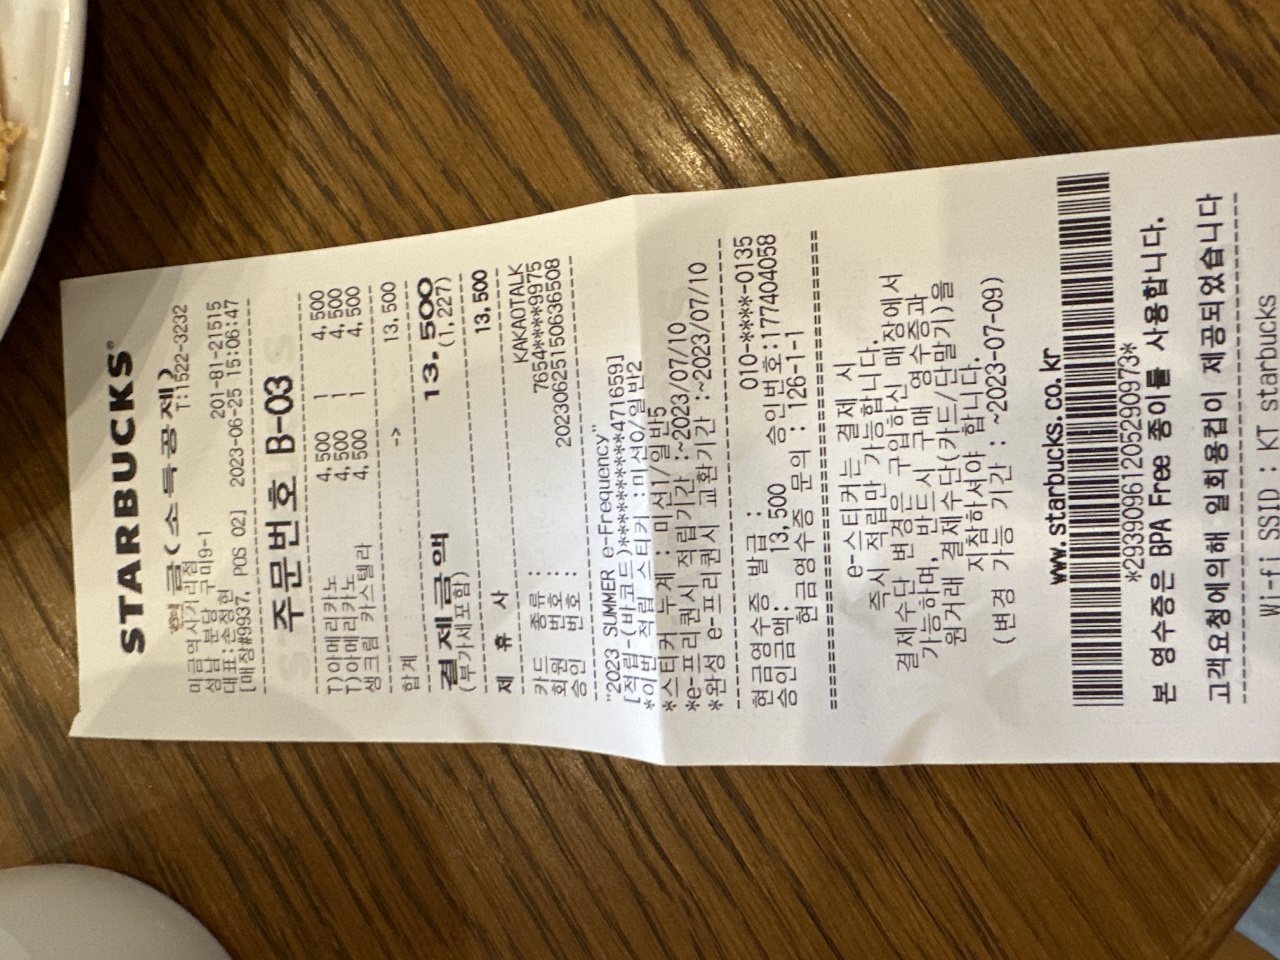 STARBUCKS®
현금(소득공제)
미금역사거리점 T:1522-3232
성남 분당 구미9-1
대표:손정현 201-81-21515
[매장#9937, POS 02] 2023-06-25 15:06:47
주문번호 B-03
T)아메리카노 4,500 1 4,500
T)아메리카노 4,500 1 4,500
생크림 카스텔라 4,500 1 4,500
합계 -> 13,500
결제금액 13,500
(부가세포함) (1,227)
제 휴 사 13,500
카드 종류: KAKAOTALK
회원 번호: 7654****9975
승인 번호: 20230625150636508
"2023 SUMMER e-Frequency"
[적립-(바코드)**********471659]
*이번 적립 스티커 :미션0/일반2
*스티커 누계 : 미션1/일반5
*e-프리퀀시 적립기간 :~2023/07/10
*완성 e-프리퀀시 교환기간 :~2023/07/10
현금영수증 발급: 010-****-0135
승인금액: 13,500 승인번호:177404058
현금영수증 문의 : 126-1-1
e-스티커는 결제 시
즉시 적립만 가능합니다.
결제수단 변경은 구입하신 매장에서
가능하며, 반드시 구매 영수증과
원거래 결제수단(카드/단말기)을
지참하셔야 합니다.
(변경 가능 기간 : ~2023-07-09)
www.starbucks.co.kr
*2939096120529097​3*
본 영수증은 BPA Free 종이를 사용합니다.
고객요청에의해 일회용컵이 제공되었습니다
Wi-fi SSID : KT starbucks